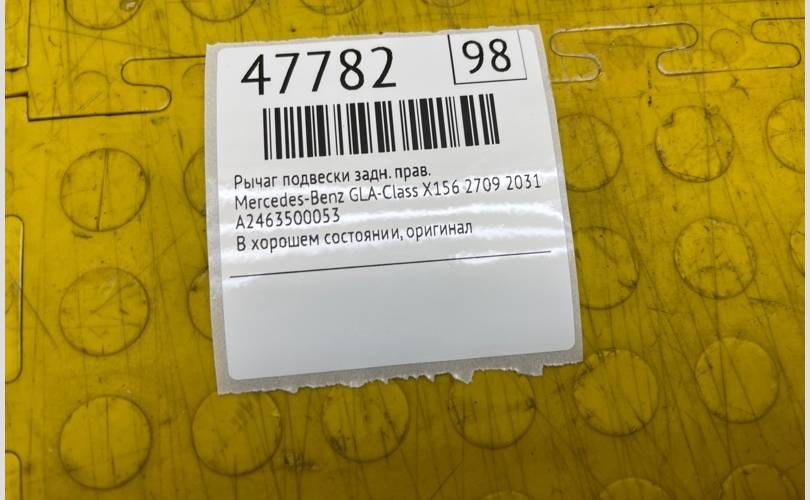 47782 98
Рычаг подвески задн. прав.
Mercedes-Benz GLA-Class X156 2709 2031
A2463500053
В хорошем состоянии, оригинал